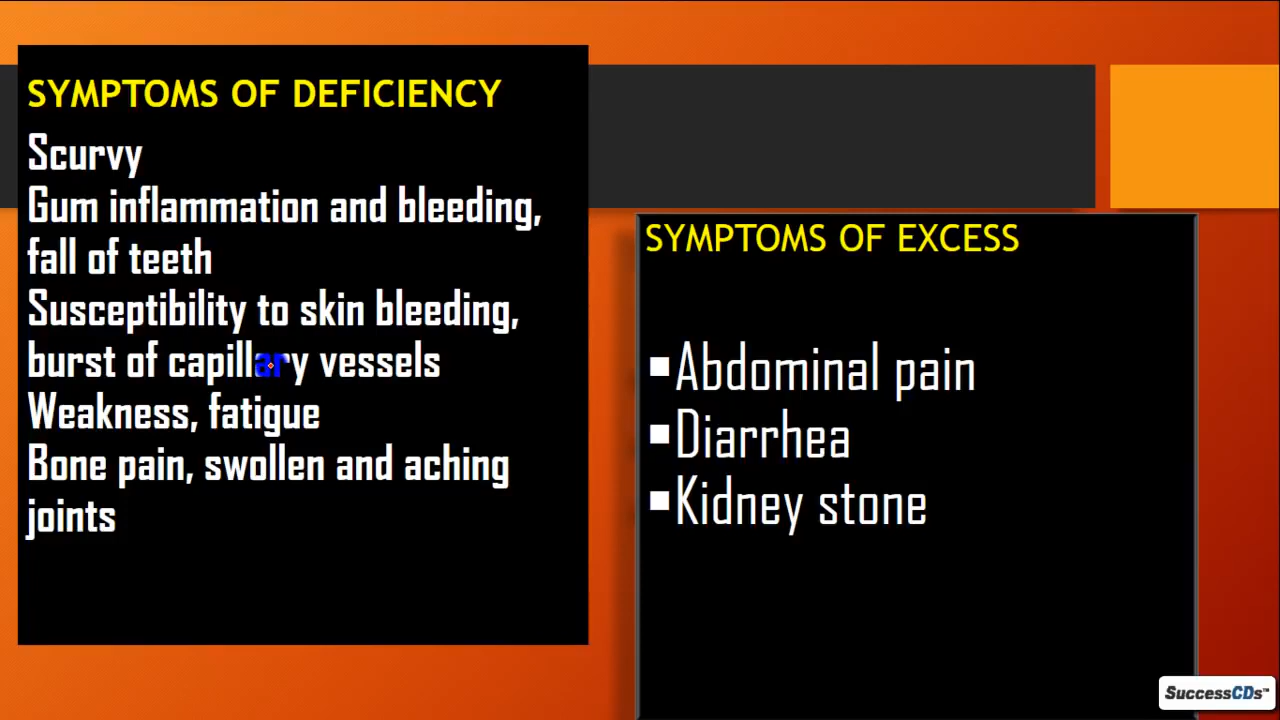 SYMPTOMS OF DEFICIENCY
Scurvy
Gum inflammation and bleeding,
fall of teeth
Susceptibility to skin bleeding,
burst of capillary vessels
Weakness, fatigue
Bone pain, swollen and aching
joints
SYMPTOMS OF EXCESS
▪Abdominal pain
▪Diarrhea
▪Kidney stone
SuccessCDs™